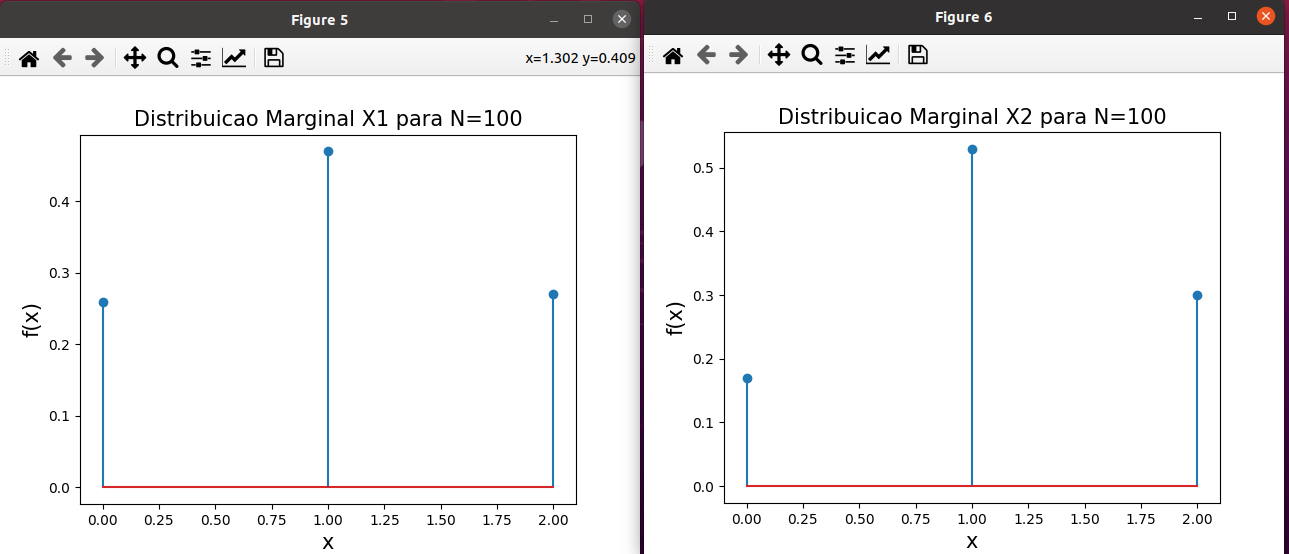 Figure 5
x=1.302 y=0.409
Distribuicao Marginal X1 para N=100
f(x)
0.4
0.3
0.2
0.1
0.0
0.00 0.25 0.50 0.75 1.00 1.25 1.50 1.75 2.00
x
Figure 6
Distribuicao Marginal X2 para N=100
f(x)
0.5
0.4
0.3
0.2
0.1
0.0
0.00 0.25 0.50 0.75 1.00 1.25 1.50 1.75 2.00
x